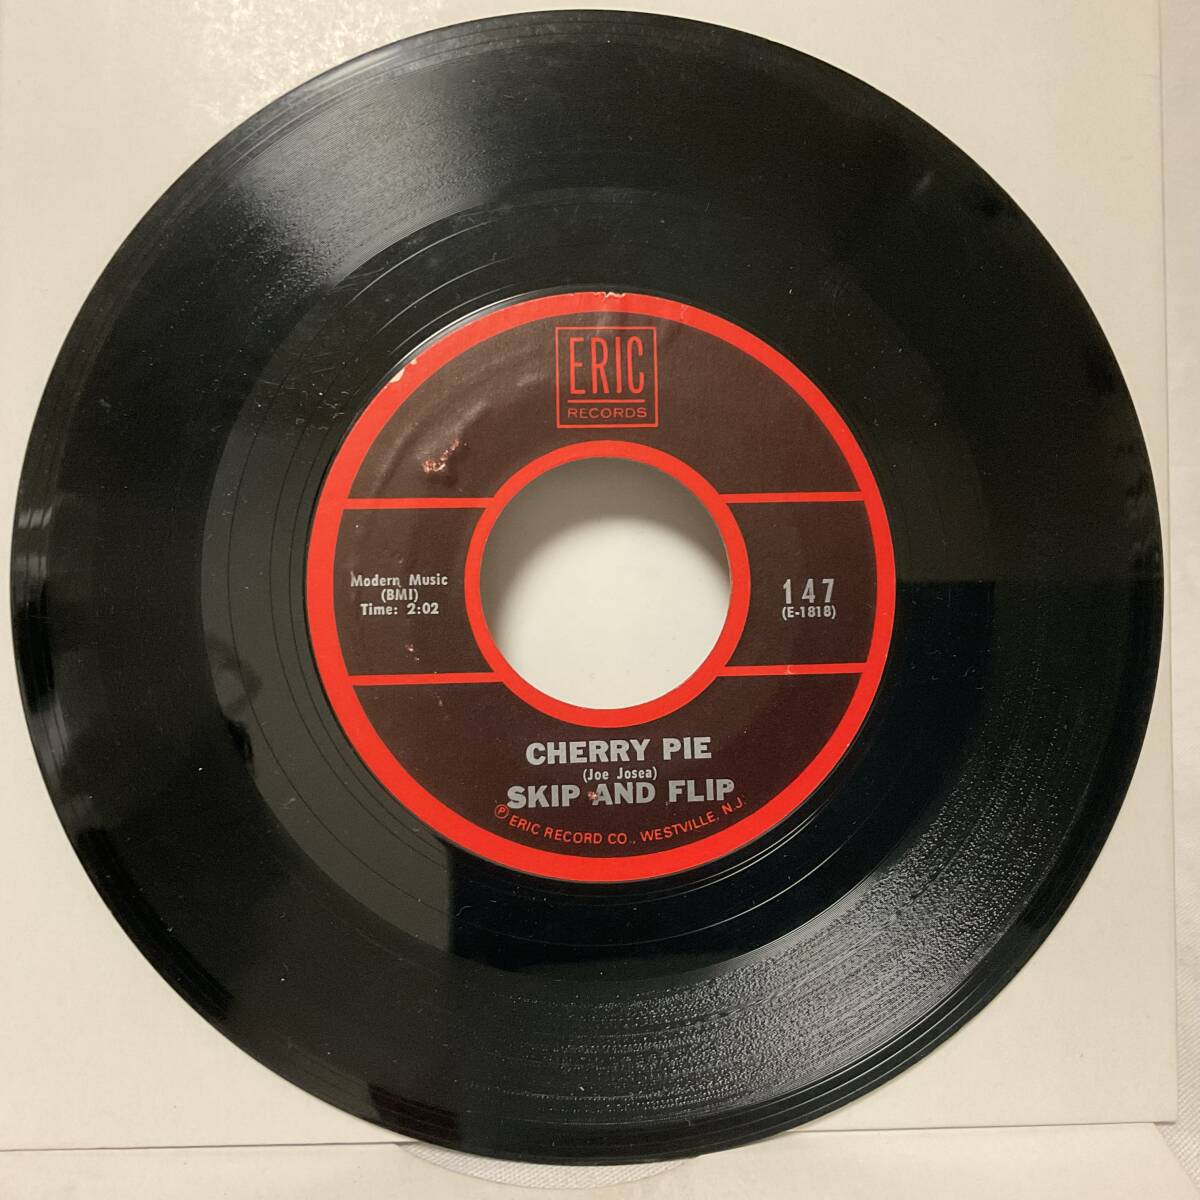 ERIC
RECORDS
Modern Music
(BMI)
Time: 2:02
147
(E-1818)
CHERRY PIE
(Joe Josea)
SKIP AND FLIP
Ⓟ ERIC RECORD CO., WESTVILLE, N.J.